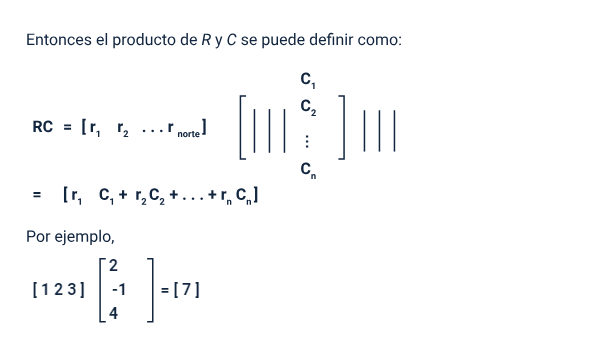 Entonces el producto de R y C se puede definir como:
RC = [r₁ r₂ ...r norte] [|||| C₁ C₂ ⋮ Cₙ ] ||||
= [r₁ C₁ + r₂C₂ +...+rₙ Cₙ]
Por ejemplo,
[1 2 3] [2 -1 4] = [7]